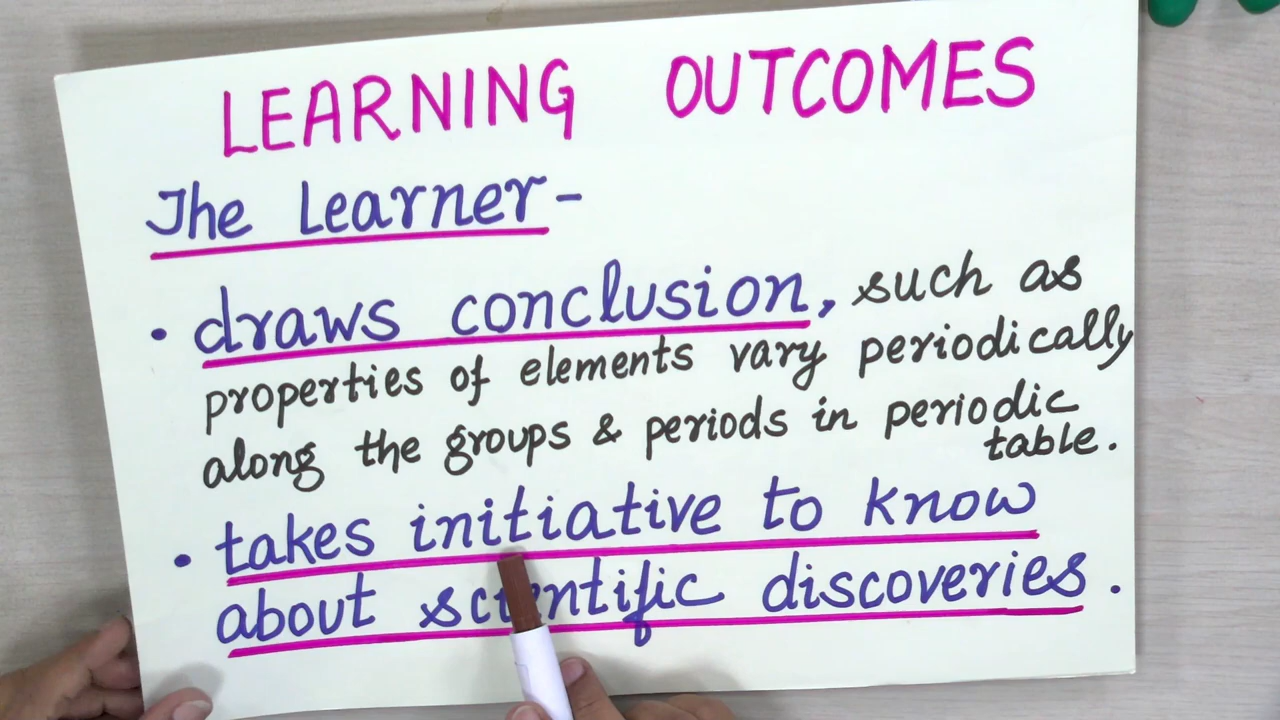 LEARNING OUTCOMES
The Learner-
• draws conclusion, such as
properties of elements vary periodically
along the groups & periods in periodic
table.
• takes initiative to know
about scientific discoveries.